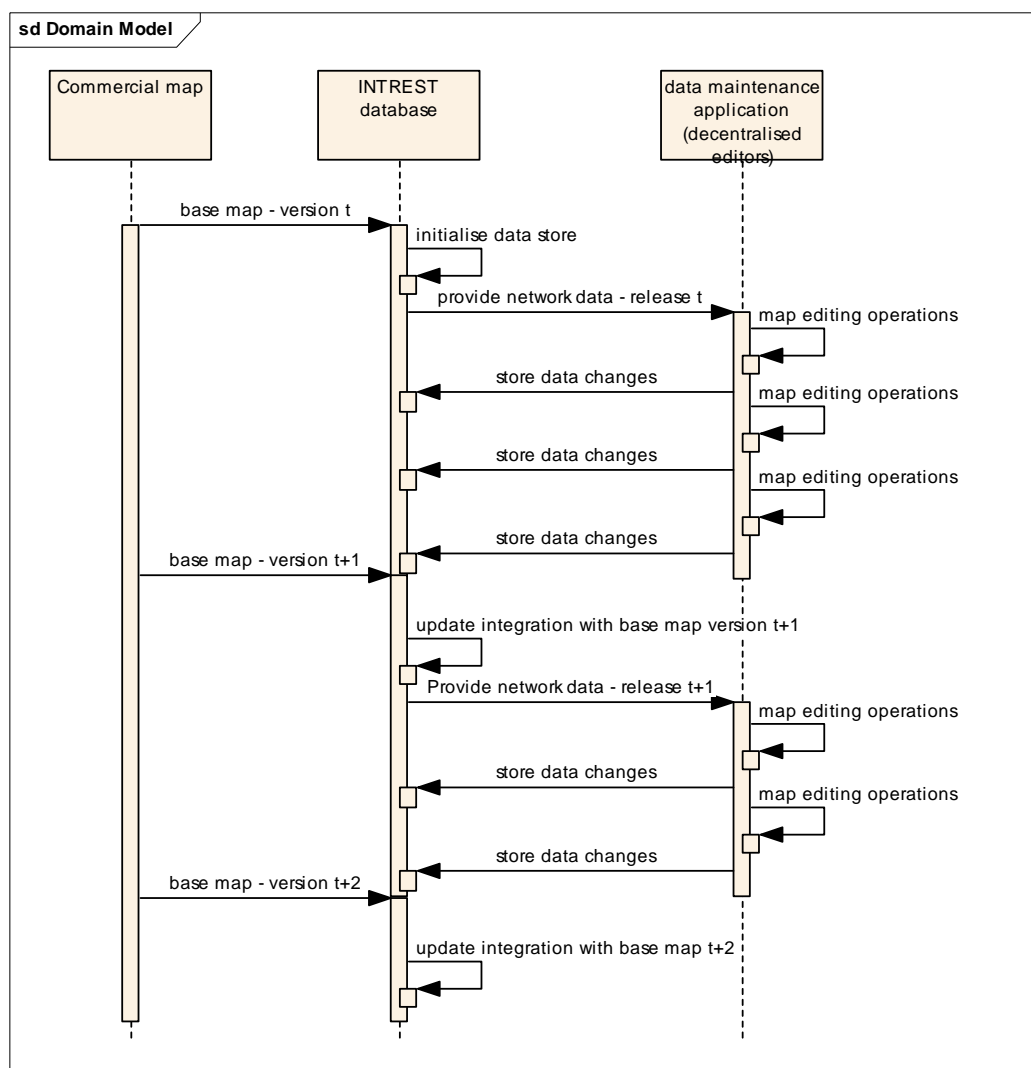 sd Domain Model
Commercial map
INTREST
database
data maintenance
application
(decentralised
editors)
base map - version t
initialise data store
provide network data - release t
map editing operations
store data changes
map editing operations
store data changes
map editing operations
store data changes
base map - version t+1
update integration with base map version t+1
Provide network data - release t+1
map editing operations
store data changes
map editing operations
store data changes
base map - version t+2
update integration with base map t+2